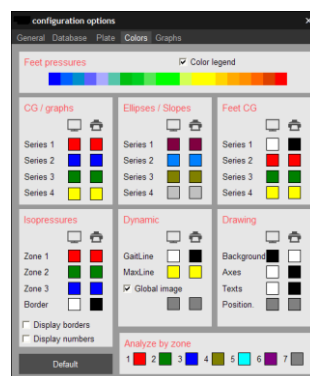 configuration options
General Database Plate Colors Graphs
Feet pressures
Color legend
CG / graphs
Series 1
Series 2
Series 3
Series 4
Ellipses / Slopes
Series 1
Series 2
Series 3
Series 4
Feet CG
Series 1
Series 2
Series 3
Series 4
Isopressures
Zone 1
Zone 2
Zone 3
Border
Display borders
Display numbers
Dynamic
GaitLine
MaxLine
Global image
Drawing
Background
Axes
Texts
Position.
Default
Analyze by zone
1 2 3 4 5 6 7